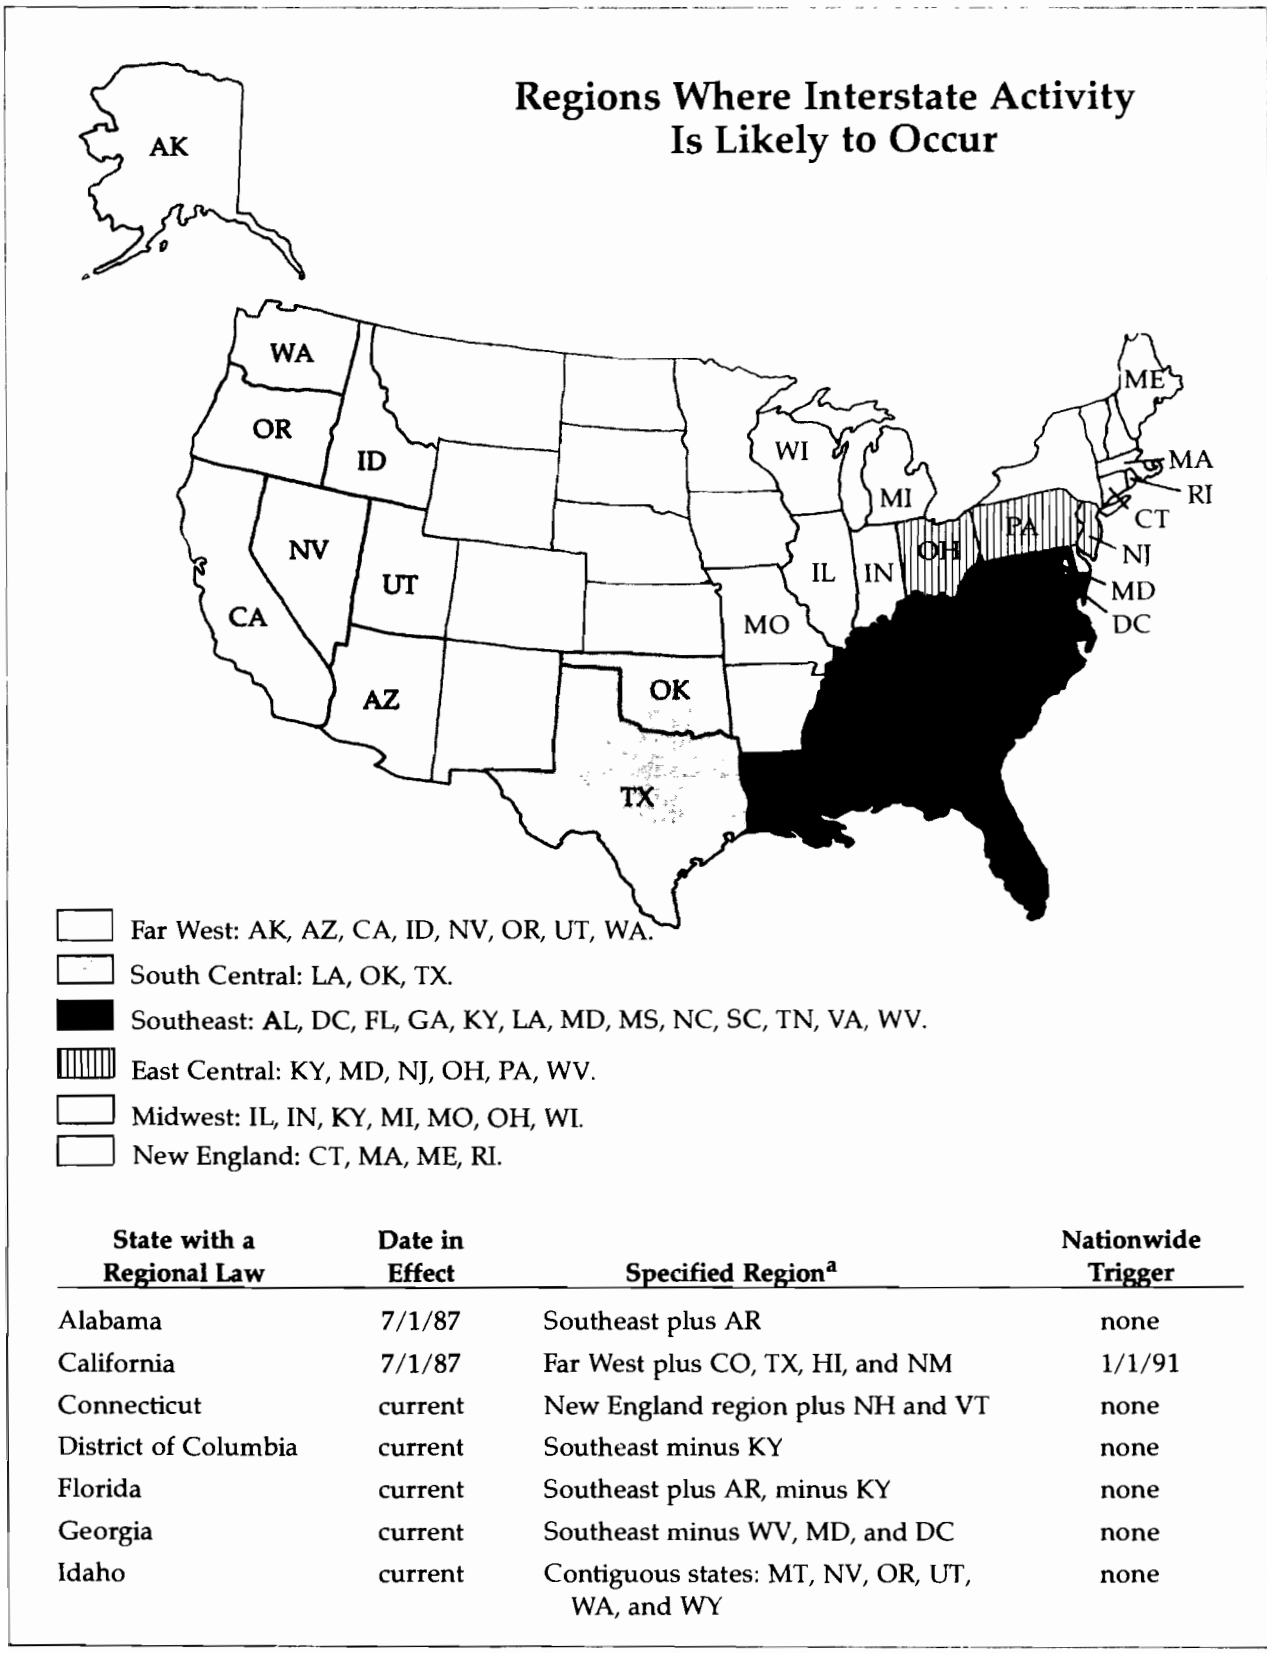 Regions Where Interstate Activity
Is Likely to Occur
AK
WA
OR
ID
NV
UT
CA
AZ
OK
TX
WI
MI
IL
IN
OH
PA
MO
ME
MA
RI
CT
NJ
MD
DC
Far West: AK, AZ, CA, ID, NV, OR, UT, WA.
South Central: LA, OK, TX.
Southeast: AL, DC, FL, GA, KY, LA, MD, MS, NC, SC, TN, VA, WV.
East Central: KY, MD, NJ, OH, PA, WV.
Midwest: IL, IN, KY, MI, MO, OH, WI.
New England: CT, MA, ME, RI.
State with a Date in Nationwide
Regional Law Effect Specified Regionᵃ Trigger
Alabama 7/1/87 Southeast plus AR none
California 7/1/87 Far West plus CO, TX, HI, and NM 1/1/91
Connecticut current New England region plus NH and VT none
District of Columbia current Southeast minus KY none
Florida current Southeast plus AR, minus KY none
Georgia current Southeast minus WV, MD, and DC none
Idaho current Contiguous states: MT, NV, OR, UT, none
WA, and WY